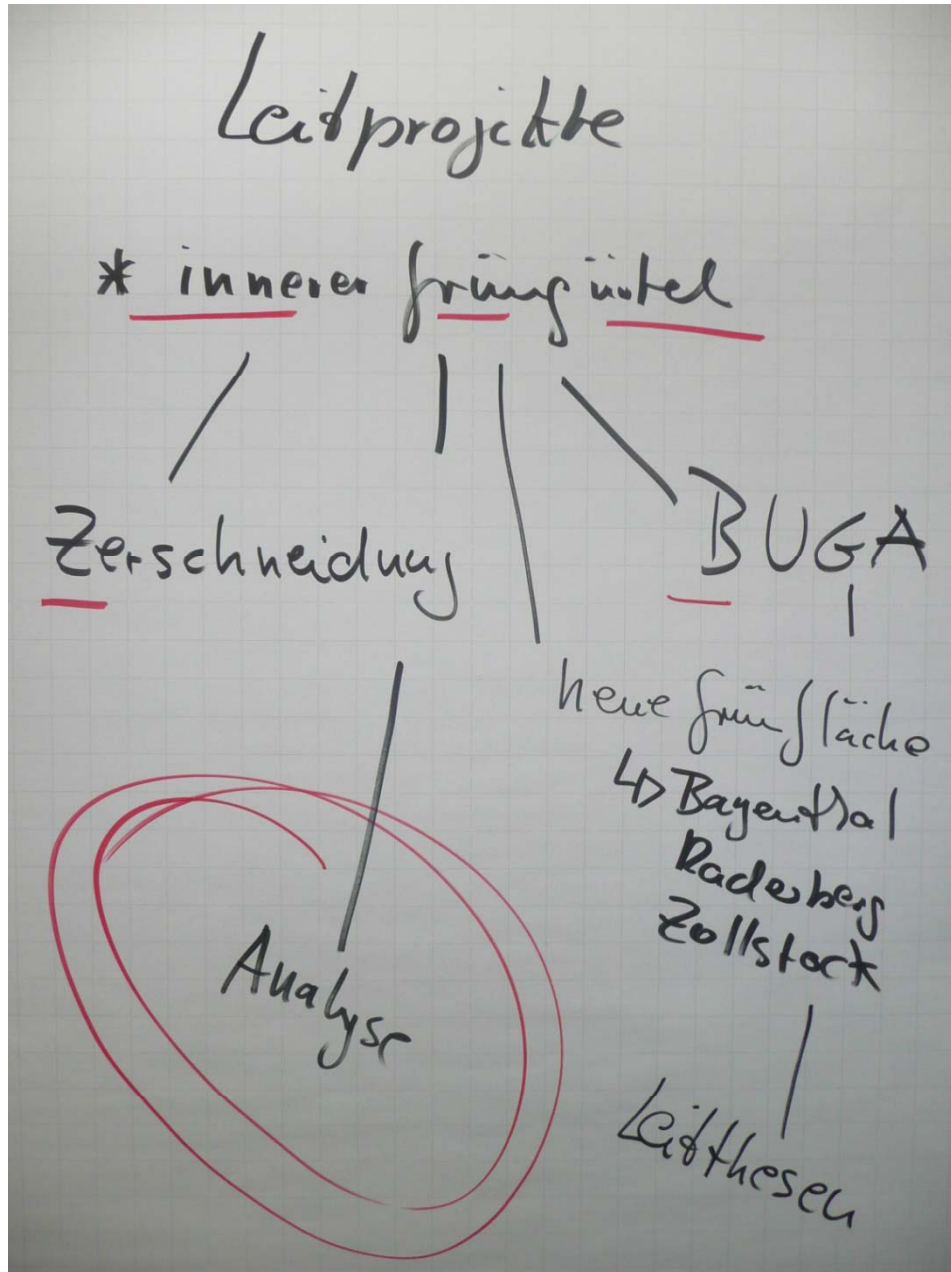 Leitprojekte
* innerer Grüngürtel
Zerschneidung
BUGA
neue Grünfläche
↳ Bayenthal
Raderberg
Zollstock
Analyse
Leitthesen